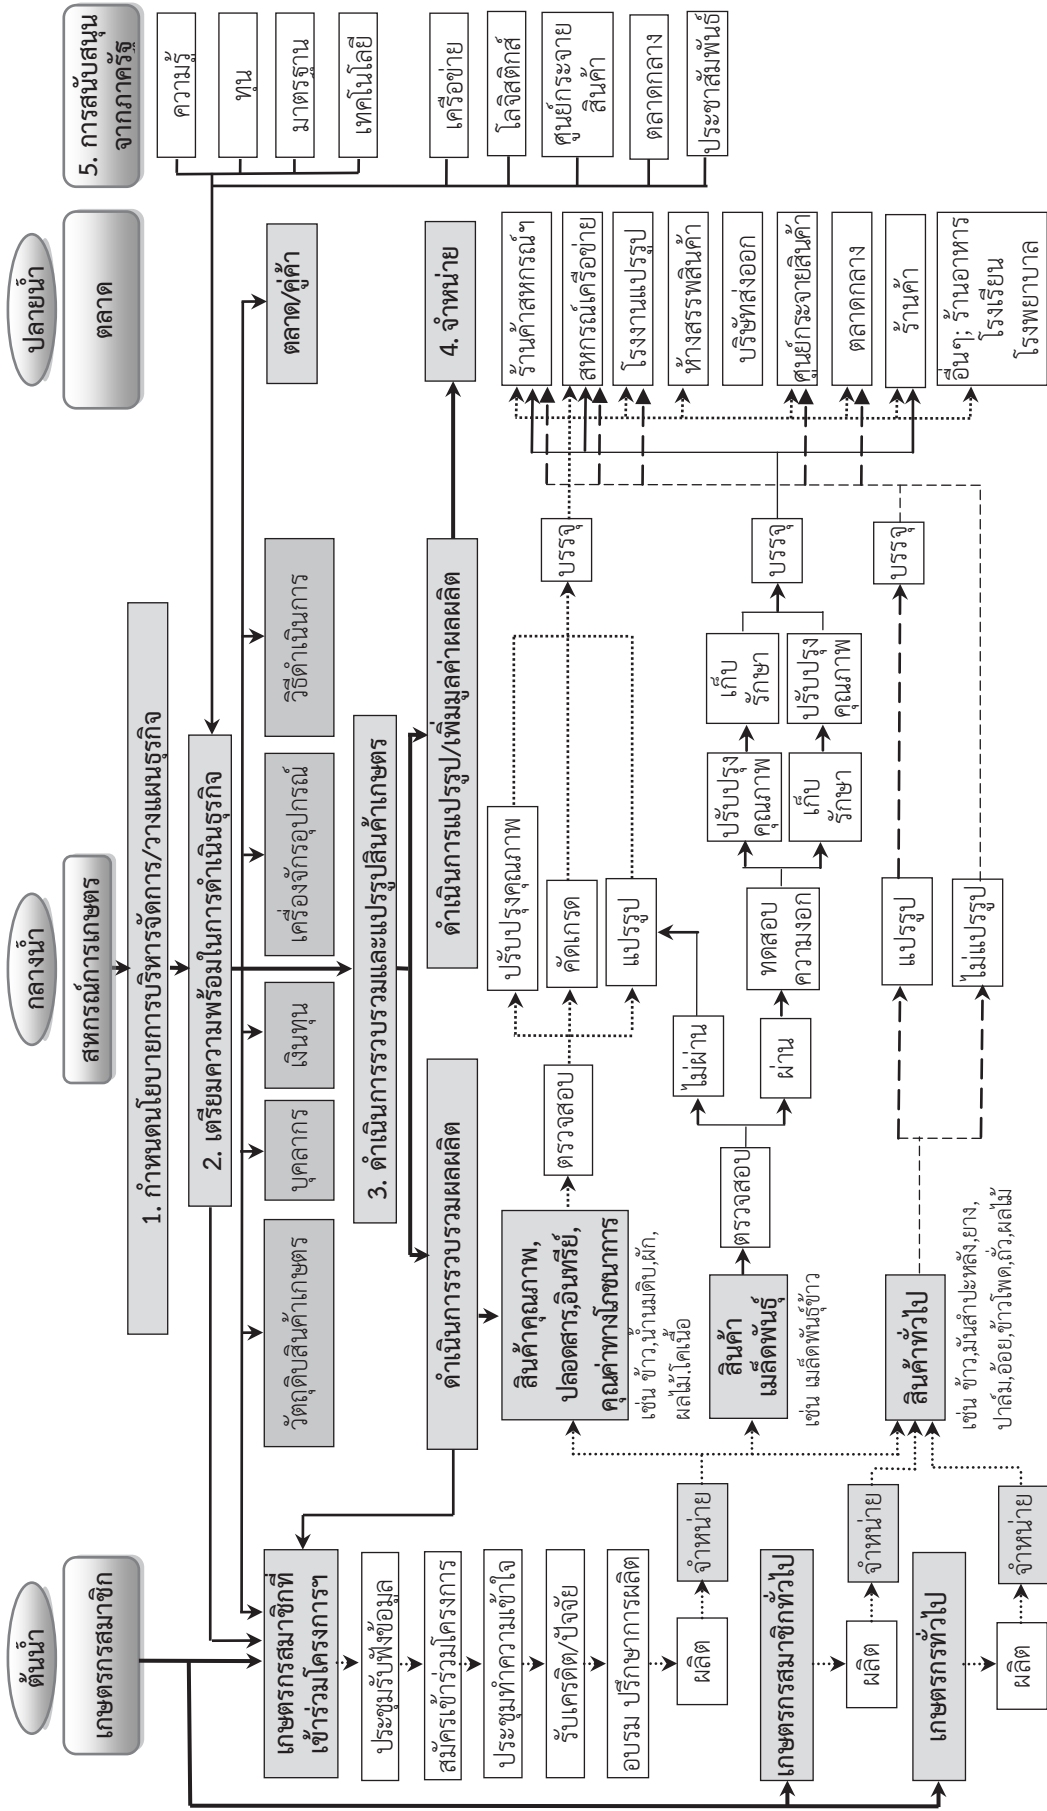 ต้นน้ำ
กลางน้ำ
ปลายน้ำ
เกษตรกรสมาชิก
สหกรณ์การเกษตร
ตลาด
5. การสนับสนุน
จากภาครัฐ
1. กำหนดนโยบายการบริหารจัดการ/วางแผนธุรกิจ
2. เตรียมความพร้อมในการดำเนินธุรกิจ
ความรู้
ทุน
มาตรฐาน
เทคโนโลยี
เครือข่าย
โลจิสติกส์
ศูนย์กระจาย
สินค้า
ตลาดกลาง
ประชาสัมพันธ์
วัตถุดิบสินค้าเกษตร
บุคลากร
เงินทุน
เครื่องจักรอุปกรณ์
วิธีดำเนินการ
ตลาด/คู่ค้า
3. ดำเนินการรวบรวมและแปรรูปสินค้าเกษตร
ดำเนินการรวบรวมผลผลิต
ดำเนินการแปรรูป/เพิ่มมูลค่าผลผลิต
4. จำหน่าย
เกษตรกรสมาชิกที่
เข้าร่วมโครงการฯ
ประชุมรับฟังข้อมูล
สมัครเข้าร่วมโครงการ
ประชุมทำความเข้าใจ
รับเครดิต/ปัจจัย
อบรม ปรึกษาการผลิต
ผลิต
จำหน่าย
เกษตรกรสมาชิกทั่วไป
ผลิต
จำหน่าย
เกษตรกรทั่วไป
ผลิต
จำหน่าย
สินค้าคุณภาพ,
ปลอดสาร,อินทรีย์,
คุณค่าทางโภชนาการ
เช่น ข้าว,น้ำนมดิบ,ผัก,
ผลไม้.โคเนื้อ
ตรวจสอบ
ปรับปรุงคุณภาพ
คัดเกรด
แปรรูป
บรรจุ
สินค้า
เมล็ดพันธุ์
เช่น เมล็ดพันธุ์ข้าว
ตรวจสอบ
ไม่ผ่าน
ผ่าน
ทดสอบ
ความงอก
ปรับปรุง
คุณภาพ
เก็บ
รักษา
เก็บ
รักษา
ปรับปรุง
คุณภาพ
บรรจุ
สินค้าทั่วไป
เช่น ข้าว,มันสำปะหลัง,ยาง,
ปาล์ม,อ้อย,ข้าวโพด,ถั่ว,ผลไม้
แปรรูป
ไม่แปรรูป
บรรจุ
ร้านค้าสหกรณ์ฯ
สหกรณ์เครือข่าย
โรงงานแปรรูป
ห้างสรรพสินค้า
บริษัทส่งออก
ศูนย์กระจายสินค้า
ตลาดกลาง
ร้านค้า
อื่นๆ; ร้านอาหาร
โรงเรียน
โรงพยาบาล